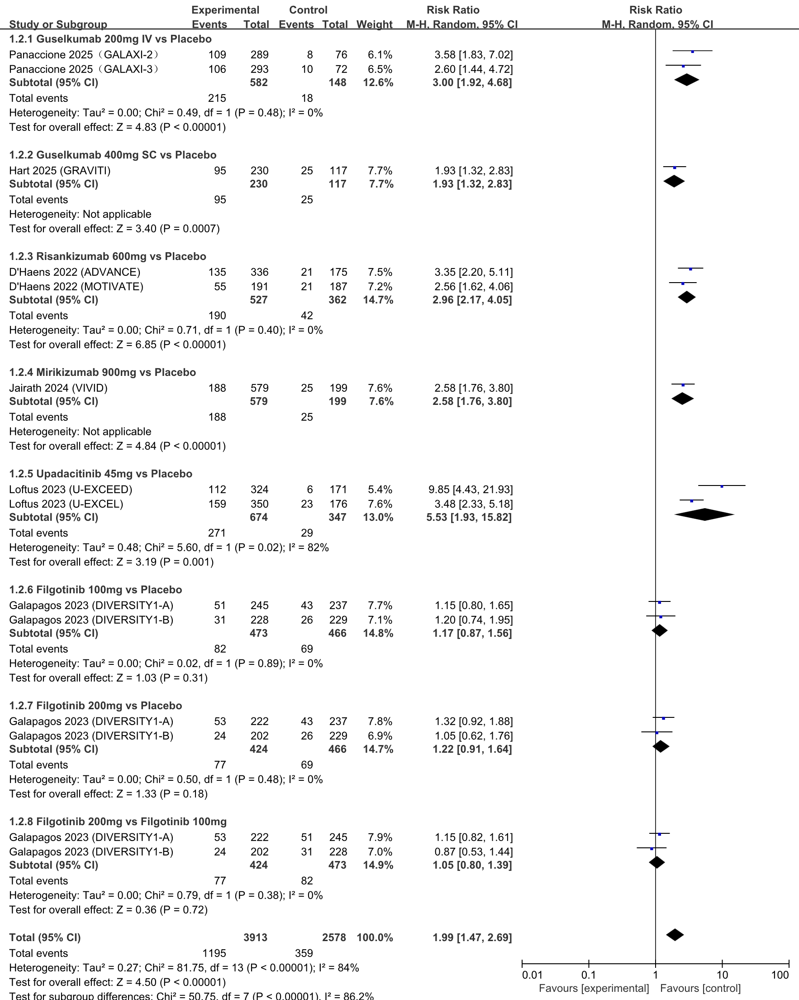 Experimental Control Risk Ratio Risk Ratio
Study or Subgroup Events Total Events Total Weight M-H, Random, 95% CI M-H, Random, 95% CI
1.2.1 Guselkumab 200mg IV vs Placebo
Panaccione 2025（GALAXI-2） 109 289 8 76 6.1% 3.58 [1.83, 7.02]
Panaccione 2025（GALAXI-3） 106 293 10 72 6.5% 2.60 [1.44, 4.72]
Subtotal (95% CI) 582 148 12.6% 3.00 [1.92, 4.68]
Total events 215 18
Heterogeneity: Tau² = 0.00; Chi² = 0.49, df = 1 (P = 0.48); I² = 0%
Test for overall effect: Z = 4.83 (P < 0.00001)
1.2.2 Guselkumab 400mg SC vs Placebo
Hart 2025 (GRAVITI) 95 230 25 117 7.7% 1.93 [1.32, 2.83]
Subtotal (95% CI) 230 117 7.7% 1.93 [1.32, 2.83]
Total events 95 25
Heterogeneity: Not applicable
Test for overall effect: Z = 3.40 (P = 0.0007)
1.2.3 Risankizumab 600mg vs Placebo
D'Haens 2022 (ADVANCE) 135 336 21 175 7.5% 3.35 [2.20, 5.11]
D'Haens 2022 (MOTIVATE) 55 191 21 187 7.2% 2.56 [1.62, 4.06]
Subtotal (95% CI) 527 362 14.7% 2.96 [2.17, 4.05]
Total events 190 42
Heterogeneity: Tau² = 0.00; Chi² = 0.71, df = 1 (P = 0.40); I² = 0%
Test for overall effect: Z = 6.85 (P < 0.00001)
1.2.4 Mirikizumab 900mg vs Placebo
Jairath 2024 (VIVID) 188 579 25 199 7.6% 2.58 [1.76, 3.80]
Subtotal (95% CI) 579 199 7.6% 2.58 [1.76, 3.80]
Total events 188 25
Heterogeneity: Not applicable
Test for overall effect: Z = 4.84 (P < 0.00001)
1.2.5 Upadacitinib 45mg vs Placebo
Loftus 2023 (U-EXCEED) 112 324 6 171 5.4% 9.85 [4.43, 21.93]
Loftus 2023 (U-EXCEL) 159 350 23 176 7.6% 3.48 [2.33, 5.18]
Subtotal (95% CI) 674 347 13.0% 5.53 [1.93, 15.82]
Total events 271 29
Heterogeneity: Tau² = 0.48; Chi² = 5.60, df = 1 (P = 0.02); I² = 82%
Test for overall effect: Z = 3.19 (P = 0.001)
1.2.6 Filgotinib 100mg vs Placebo
Galapagos 2023 (DIVERSITY1-A) 51 245 43 237 7.7% 1.15 [0.80, 1.65]
Galapagos 2023 (DIVERSITY1-B) 31 228 26 229 7.1% 1.20 [0.74, 1.95]
Subtotal (95% CI) 473 466 14.8% 1.17 [0.87, 1.56]
Total events 82 69
Heterogeneity: Tau² = 0.00; Chi² = 0.02, df = 1 (P = 0.89); I² = 0%
Test for overall effect: Z = 1.03 (P = 0.31)
1.2.7 Filgotinib 200mg vs Placebo
Galapagos 2023 (DIVERSITY1-A) 53 222 43 237 7.8% 1.32 [0.92, 1.88]
Galapagos 2023 (DIVERSITY1-B) 24 202 26 229 6.9% 1.05 [0.62, 1.76]
Subtotal (95% CI) 424 466 14.7% 1.22 [0.91, 1.64]
Total events 77 69
Heterogeneity: Tau² = 0.00; Chi² = 0.50, df = 1 (P = 0.48); I² = 0%
Test for overall effect: Z = 1.33 (P = 0.18)
1.2.8 Filgotinib 200mg vs Filgotinib 100mg
Galapagos 2023 (DIVERSITY1-A) 53 222 51 245 7.9% 1.15 [0.82, 1.61]
Galapagos 2023 (DIVERSITY1-B) 24 202 31 228 7.0% 0.87 [0.53, 1.44]
Subtotal (95% CI) 424 473 14.9% 1.05 [0.80, 1.39]
Total events 77 82
Heterogeneity: Tau² = 0.00; Chi² = 0.79, df = 1 (P = 0.38); I² = 0%
Test for overall effect: Z = 0.36 (P = 0.72)
Total (95% CI) 3913 2578 100.0% 1.99 [1.47, 2.69]
Total events 1195 359
Heterogeneity: Tau² = 0.27; Chi² = 81.75, df = 13 (P < 0.00001); I² = 84%
Test for overall effect: Z = 4.50 (P < 0.00001)
Test for subgroup differences: Chi² = 50.75, df = 7 (P < 0.00001), I² = 86.2%
0.01 0.1 1 10 100
Favours [experimental] Favours [control]